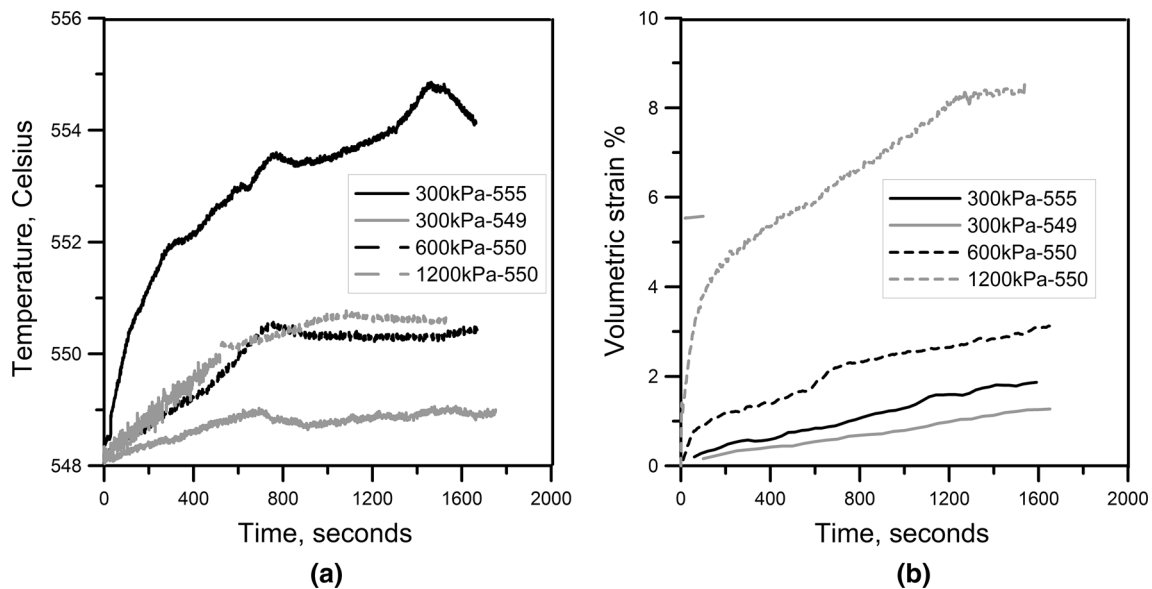 556
554
552
550
548
Temperature, Celsius
300kPa-555
300kPa-549
600kPa-550
1200kPa-550
0
400
800
1200
1600
2000
Time, seconds
(a)
10
8
6
4
2
0
Volumetric strain %
300kPa-555
300kPa-549
600kPa-550
1200kPa-550
0
400
800
1200
1600
2000
Time, seconds
(b)